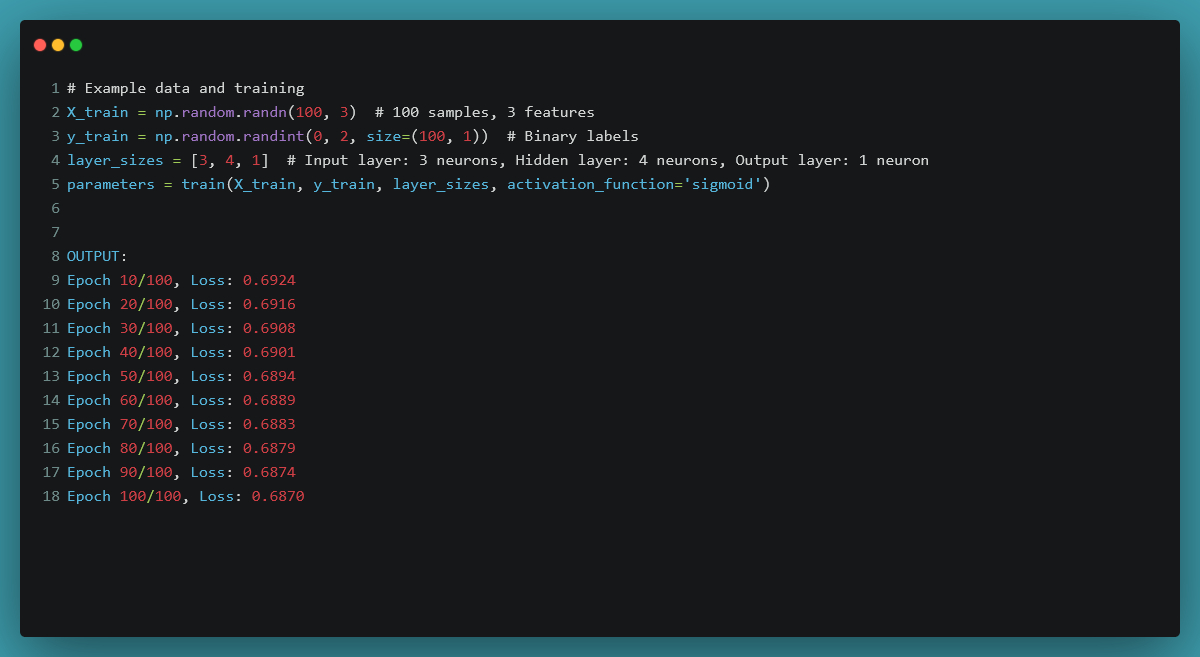 1 # Example data and training
2 X_train = np.random.randn(100, 3)  # 100 samples, 3 features
3 y_train = np.random.randint(0, 2, size=(100, 1))  # Binary labels
4 layer_sizes = [3, 4, 1]  # Input layer: 3 neurons, Hidden layer: 4 neurons, Output layer: 1 neuron
5 parameters = train(X_train, y_train, layer_sizes, activation_function='sigmoid')
6
7
8 OUTPUT:
9 Epoch 10/100, Loss: 0.6924
10 Epoch 20/100, Loss: 0.6916
11 Epoch 30/100, Loss: 0.6908
12 Epoch 40/100, Loss: 0.6901
13 Epoch 50/100, Loss: 0.6894
14 Epoch 60/100, Loss: 0.6889
15 Epoch 70/100, Loss: 0.6883
16 Epoch 80/100, Loss: 0.6879
17 Epoch 90/100, Loss: 0.6874
18 Epoch 100/100, Loss: 0.6870